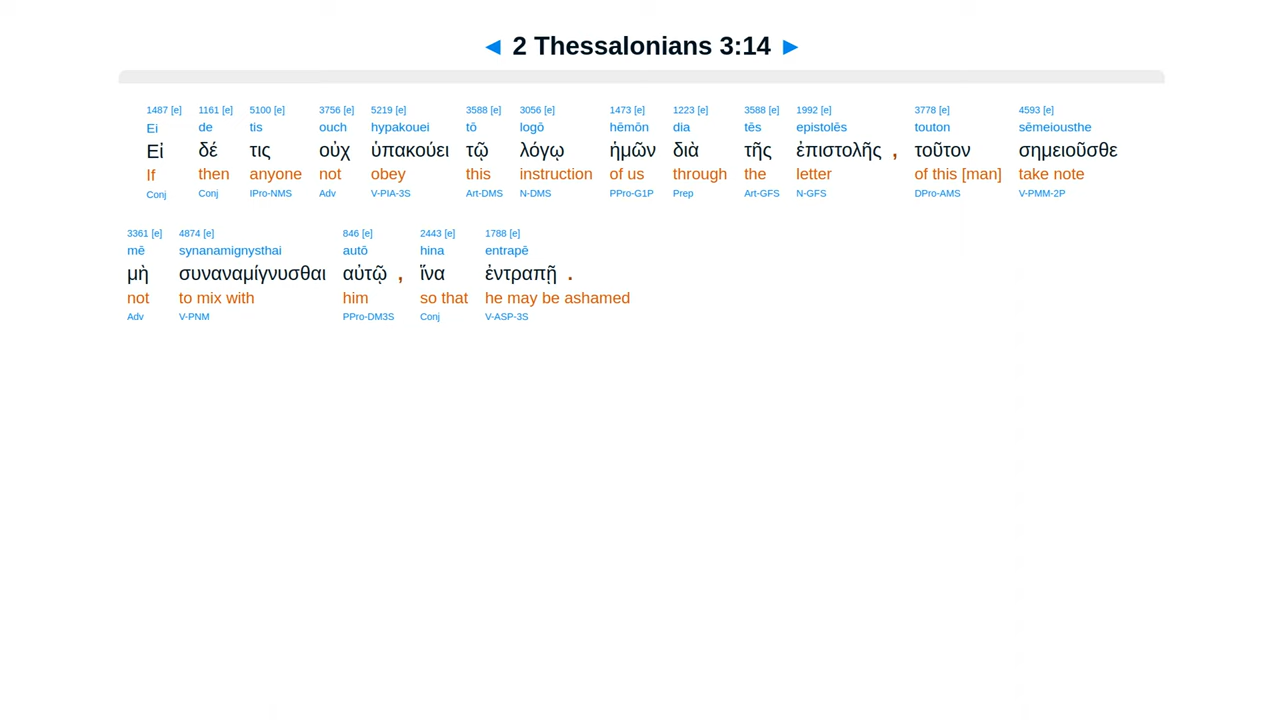 ◄ 2 Thessalonians 3:14 ►
1487 [e] 1161 [e] 5100 [e] 3756 [e] 5219 [e] 3588 [e] 3056 [e] 1473 [e] 1223 [e] 3588 [e] 1992 [e] 3778 [e] 4593 [e]
Ei de tis ouch hypakouei tō logō hēmōn dia tēs epistolēs touton sēmeiousthe
Εἰ δέ τις οὐχ ὑπακούει τῷ λόγῳ ἡμῶν διὰ τῆς ἐπιστολῆς , τοῦτον σημειοῦσθε
If then anyone not obey this instruction of us through the letter of this [man] take note
Conj Conj IPro-NMS Adv V-PIA-3S Art-DMS N-DMS PPro-G1P Prep Art-GFS N-GFS DPro-AMS V-PMM-2P
3361 [e] 4874 [e] 846 [e] 2443 [e] 1788 [e]
mē synanamignysthai autō hina entrapē
μὴ συναναμίγνυσθαι αὐτῷ , ἵνα ἐντραπῇ .
not to mix with him so that he may be ashamed
Adv V-PNM PPro-DM3S Conj V-ASP-3S